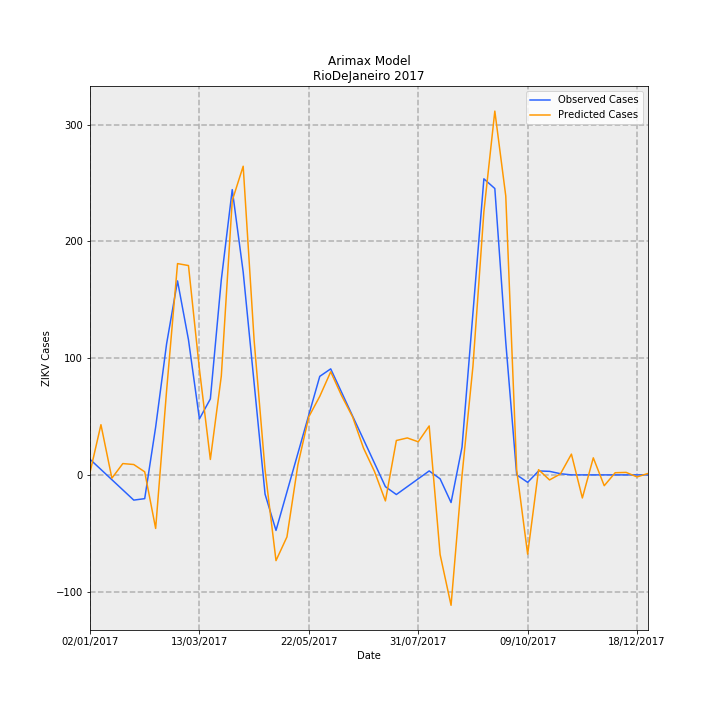 Arimax Model
RioDeJaneiro 2017
Observed Cases
Predicted Cases
300
200
100
0
−100
ZIKV Cases
02/01/2017 13/03/2017 22/05/2017 31/07/2017 09/10/2017 18/12/2017
Date